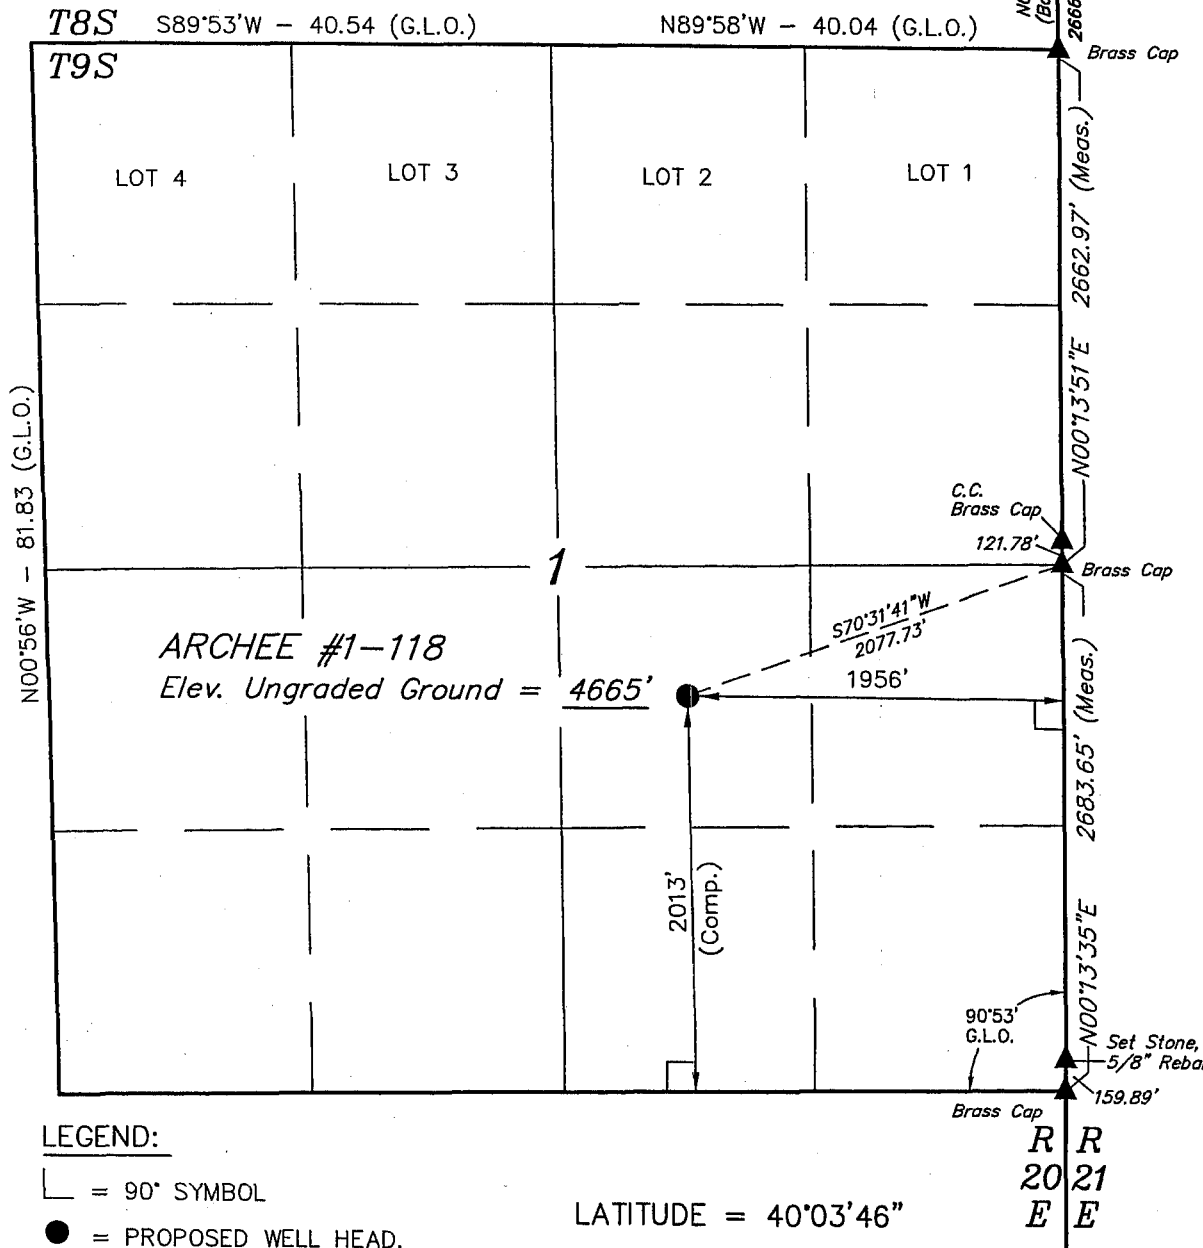 T8S S89°53'W – 40.54 (G.L.O.) N89°58'W – 40.04 (G.L.O.)
T9S
2666
Brass Cap
LOT 4 LOT 3 LOT 2 LOT 1
2662.97' (Meas.)
N00°13'51"E
N00°56'W – 81.83 (G.L.O.)
C.C.
Brass Cap
121.78'
Brass Cap
1
S70°31'41"W
2077.73'
ARCHEE #1–118
Elev. Ungraded Ground = 4665'
1956'
2683.65' (Meas.)
N00°13'35"E
2013'
(Comp.)
90°53'
G.L.O.
Set Stone,
5/8" Reba
159.89'
Brass Cap
R R
20 21
E E
LEGEND:
= 90° SYMBOL
= PROPOSED WELL HEAD.
LATITUDE = 40°03'46"